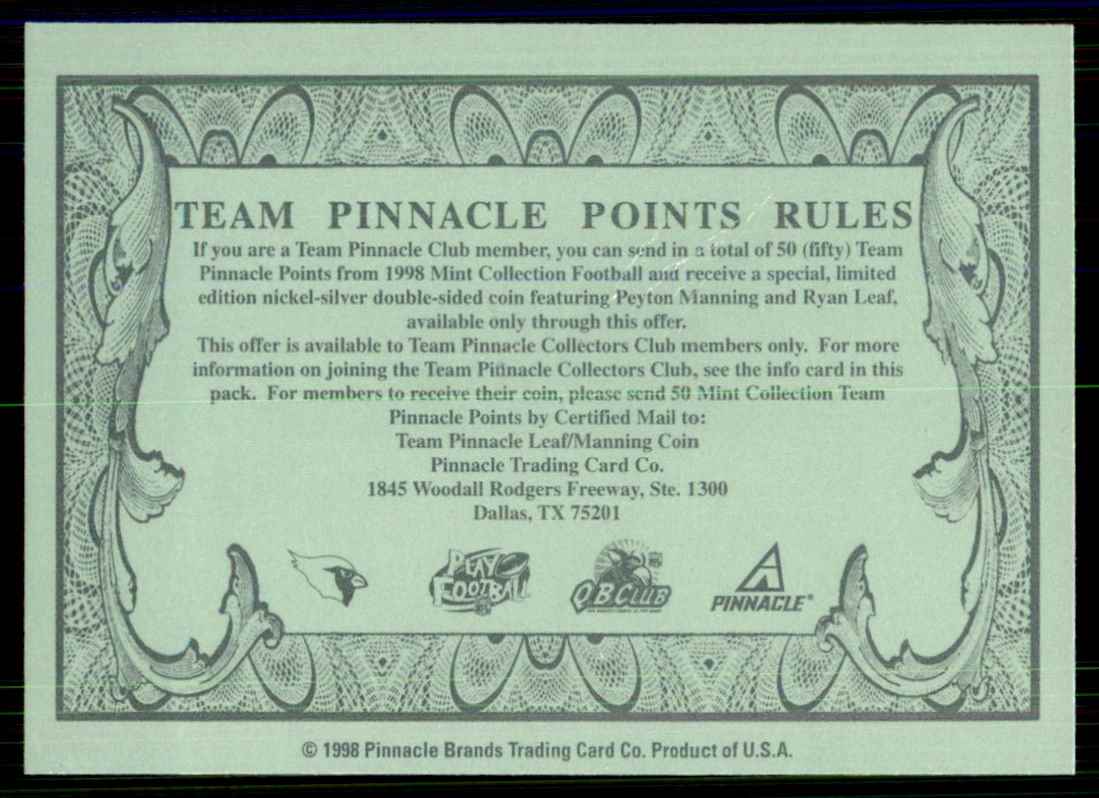 TEAM PINNACLE POINTS RULES
If you are a Team Pinnacle Club member, you can send in a total of 50 (fifty) Team
Pinnacle Points from 1998 Mint Collection Football and receive a special, limited
edition nickel-silver double-sided coin featuring Peyton Manning and Ryan Leaf,
available only through this offer.
This offer is available to Team Pinnacle Collectors Club members only. For more
information on joining the Team Pinnacle Collectors Club, see the info card in this
pack. For members to receive their coin, please send 50 Mint Collection Team
Pinnacle Points by Certified Mail to:
Team Pinnacle Leaf/Manning Coin
Pinnacle Trading Card Co.
1845 Woodall Rodgers Freeway, Ste. 1300
Dallas, TX 75201
PLAY
FOOTBALL
QB CLUB
PINNACLE®
© 1998 Pinnacle Brands Trading Card Co. Product of U.S.A.